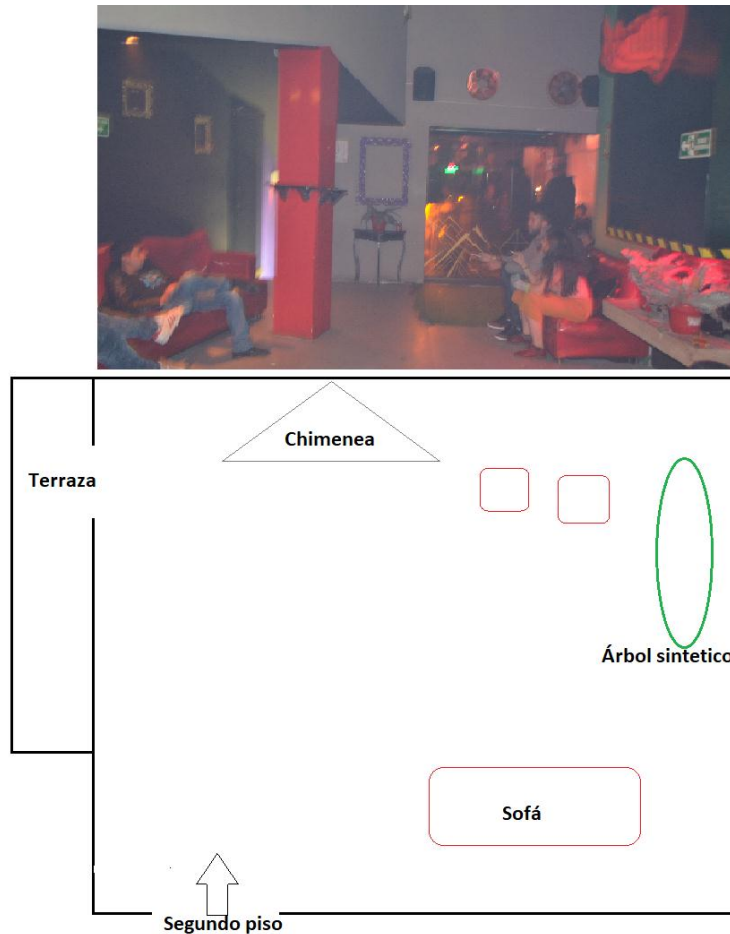 Chimenea
Terraza
Árbol sintetico
Sofá
Segundo piso